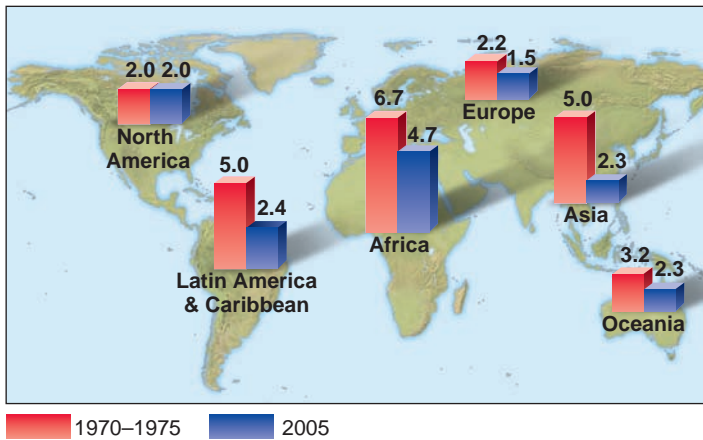 2.0 2.0
North
America
5.0
2.4
Latin America
& Caribbean
6.7
4.7
Africa
2.2
1.5
Europe
5.0
2.3
Asia
3.2
2.3
Oceania
1970–1975 2005